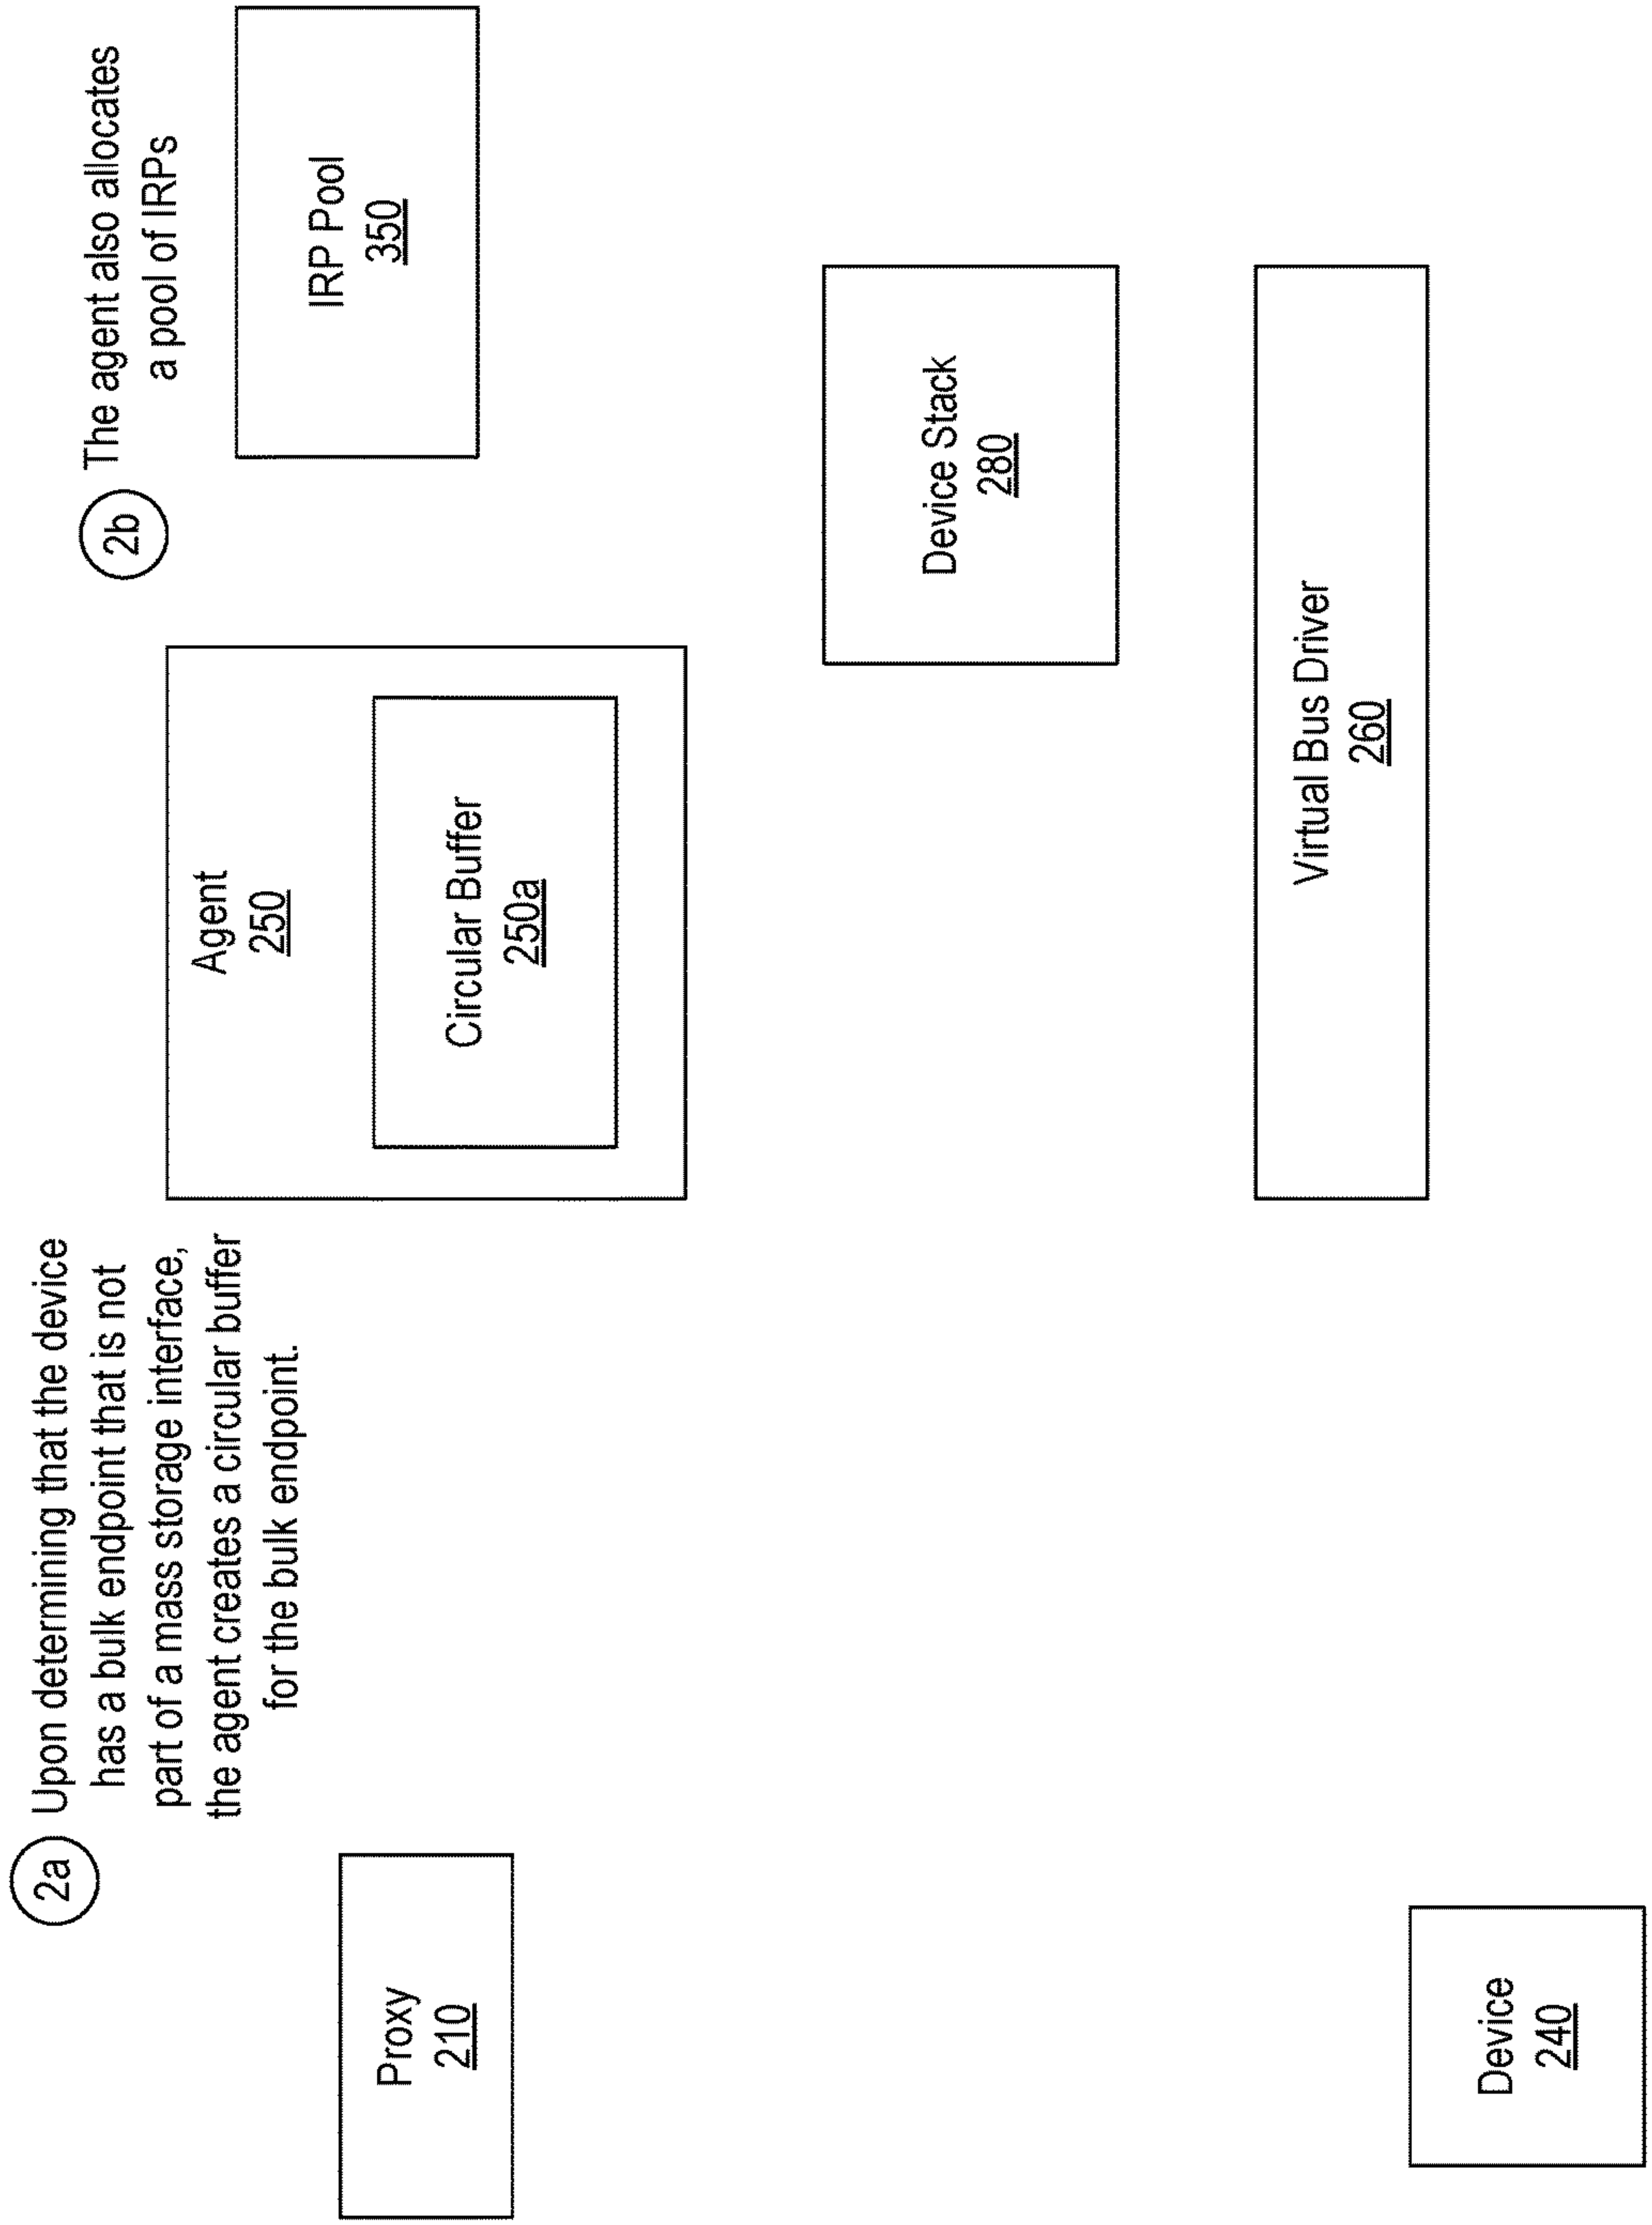 2a
Upon determining that the device
has a bulk endpoint that is not
part of a mass storage interface,
the agent creates a circular buffer
for the bulk endpoint.
2b
The agent also allocates
a pool of IRPs
Proxy
210
Agent
250
Circular Buffer
250a
IRP Pool
350
Device Stack
280
Device
240
Virtual Bus Driver
260